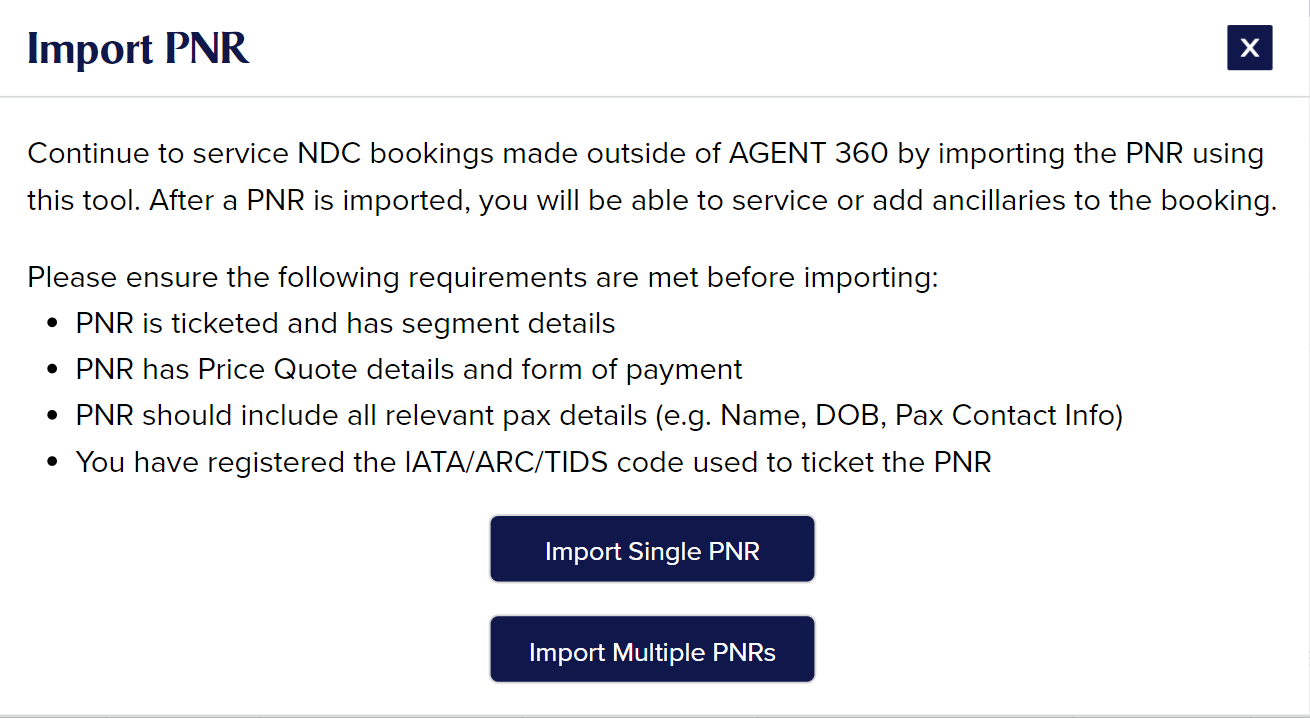 Import PNR
X
Continue to service NDC bookings made outside of AGENT 360 by importing the PNR using
this tool. After a PNR is imported, you will be able to service or add ancillaries to the booking.
Please ensure the following requirements are met before importing:
• PNR is ticketed and has segment details
• PNR has Price Quote details and form of payment
• PNR should include all relevant pax details (e.g. Name, DOB, Pax Contact Info)
• You have registered the IATA/ARC/TIDS code used to ticket the PNR
Import Single PNR
Import Multiple PNRs